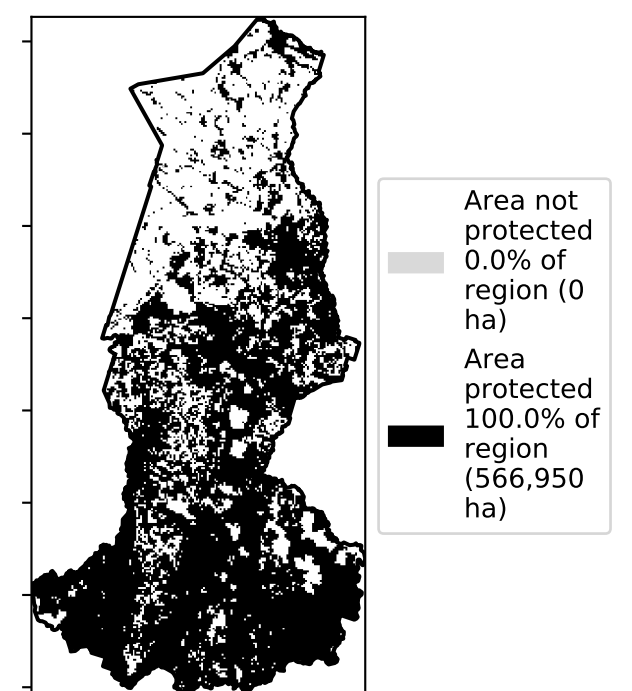 Area not
protected
0.0% of
region (0
ha)
Area
protected
100.0% of
region
(566,950
ha)